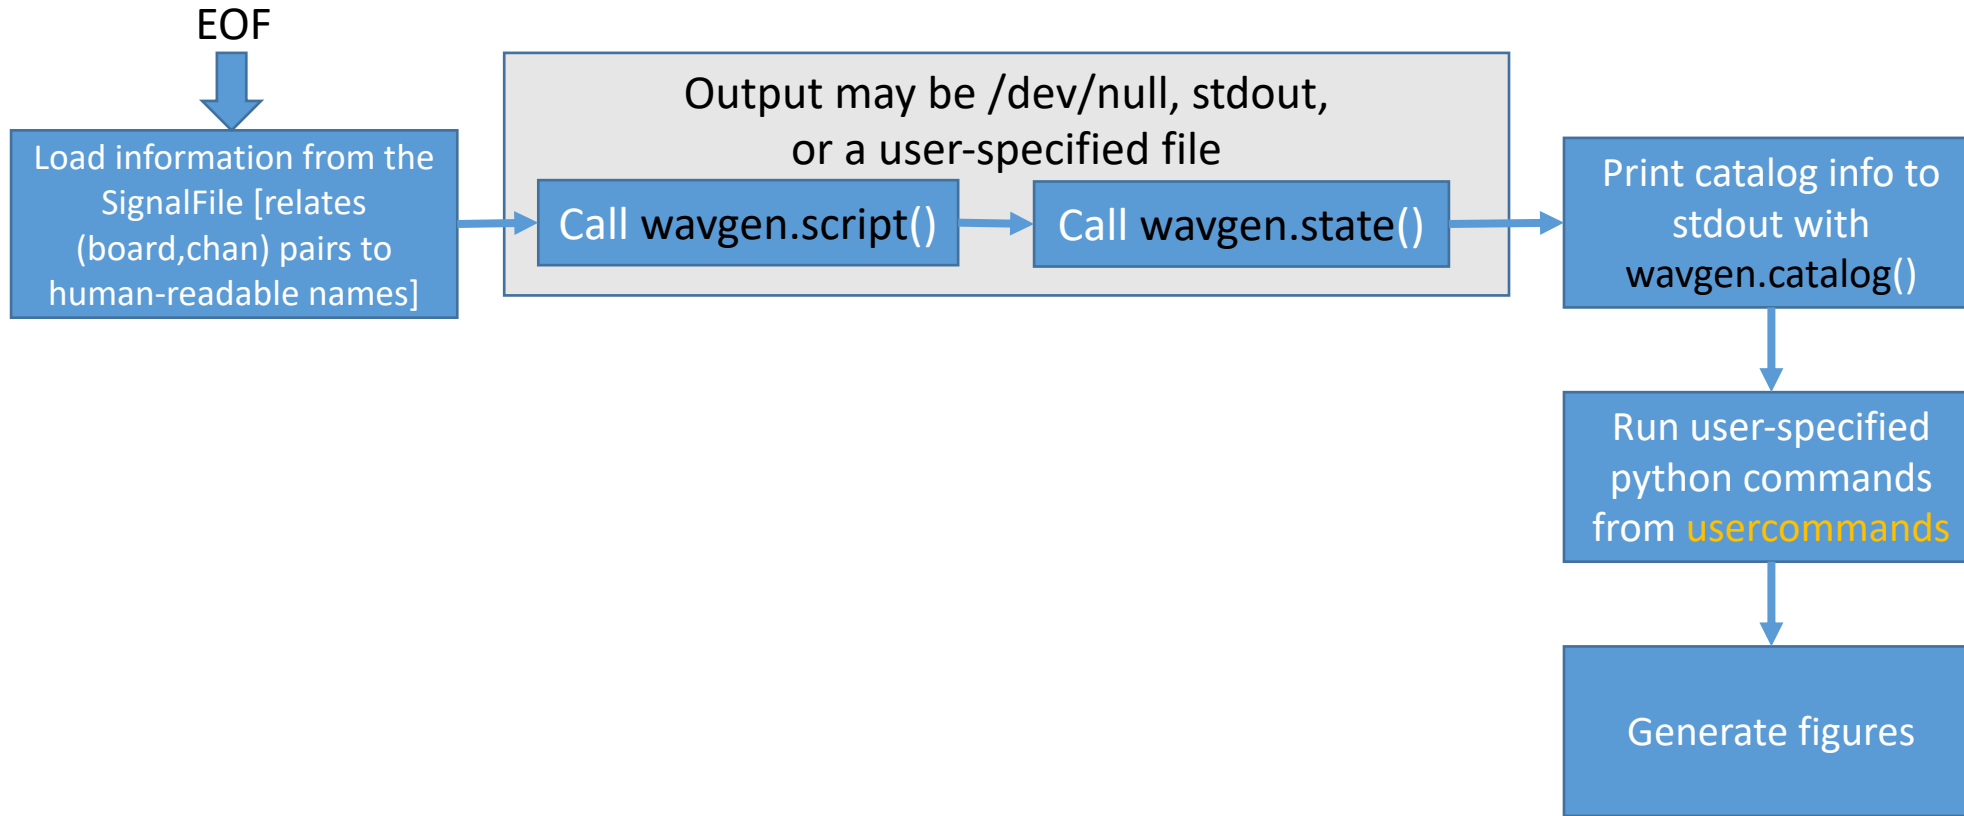 EOF
Load information from the
SignalFile [relates
(board,chan) pairs to
human-readable names]
Output may be /dev/null, stdout,
or a user-specified file
Call wavgen.script()
Call wavgen.state()
Print catalog info to
stdout with
wavgen.catalog()
Run user-specified
python commands
from usercommands
Generate figures